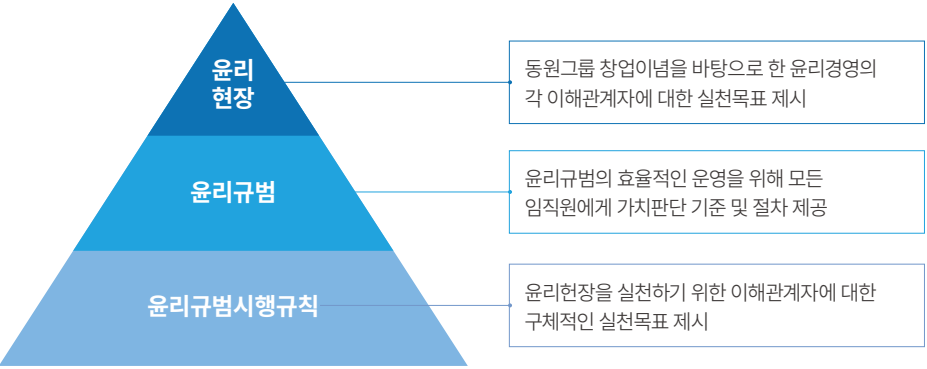 윤리
현장
동원그룹 창업이념을 바탕으로 한 윤리경영의
각 이해관계자에 대한 실천목표 제시
윤리규범
윤리규범의 효율적인 운영을 위해 모든
임직원에게 가치판단 기준 및 절차 제공
윤리규범시행규칙
윤리헌장을 실천하기 위한 이해관계자에 대한
구체적인 실천목표 제시